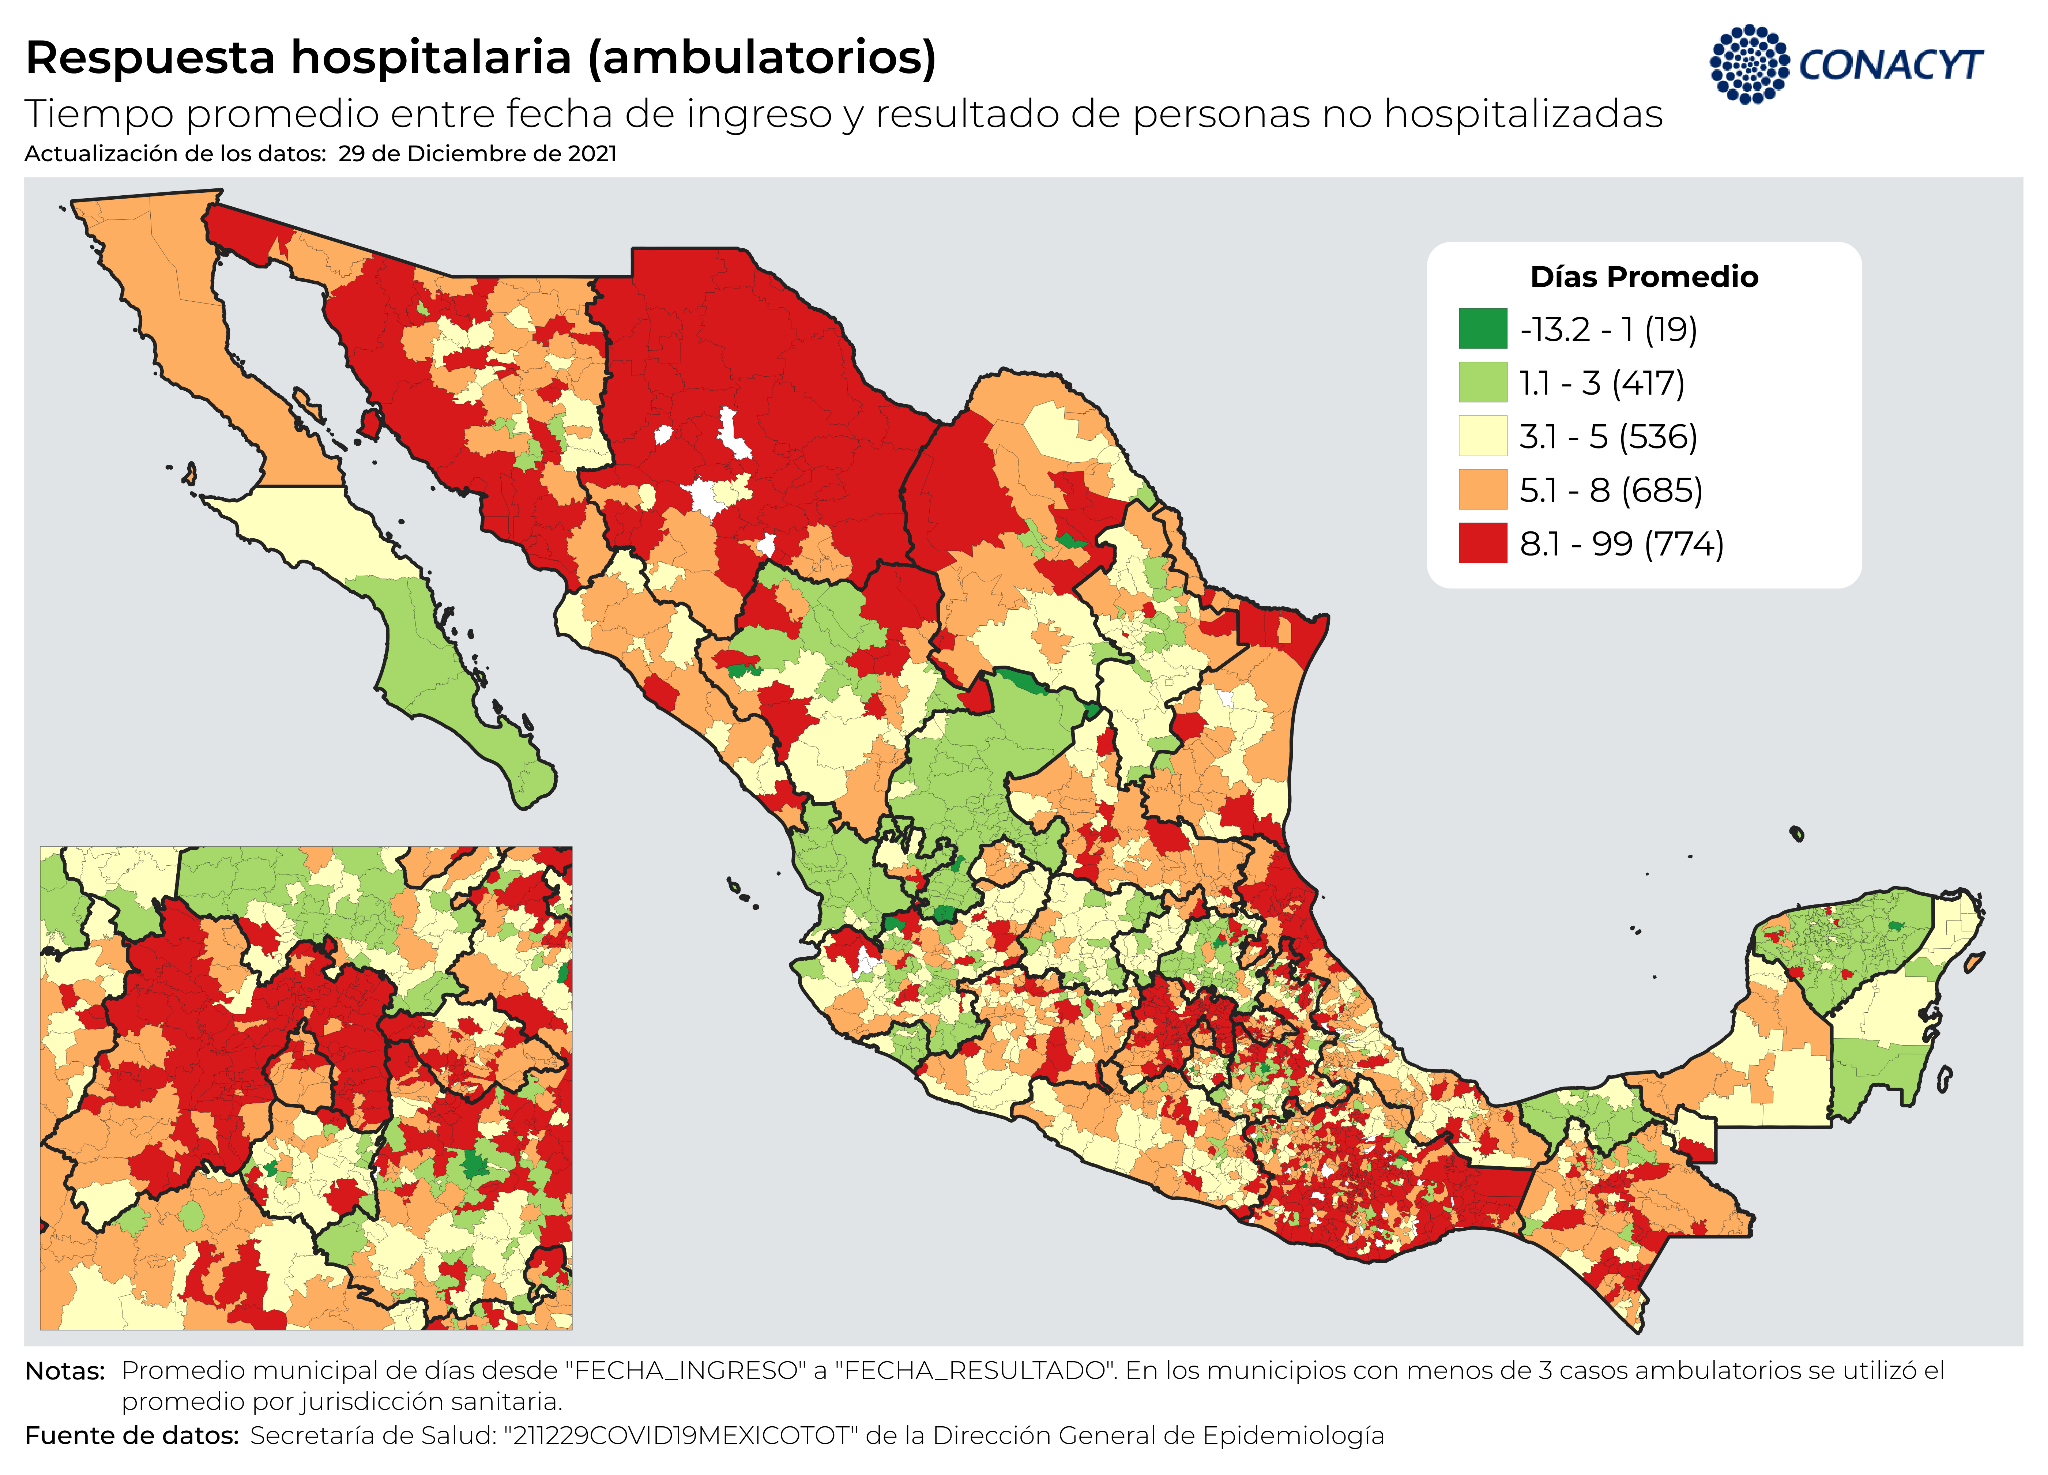 Respuesta hospitalaria (ambulatorios)
CONACYT
Tiempo promedio entre fecha de ingreso y resultado de personas no hospitalizadas
Actualización de los datos: 29 de Diciembre de 2021
Días Promedio
-13.2 - 1 (19)
1.1 - 3 (417)
3.1 - 5 (536)
5.1 - 8 (685)
8.1 - 99 (774)
Notas: Promedio municipal de días desde "FECHA_INGRESO" a "FECHA_RESULTADO". En los municipios con menos de 3 casos ambulatorios se utilizó el
promedio por jurisdicción sanitaria.
Fuente de datos: Secretaría de Salud: "211229COVID19MEXICOTOT" de la Dirección General de Epidemiología